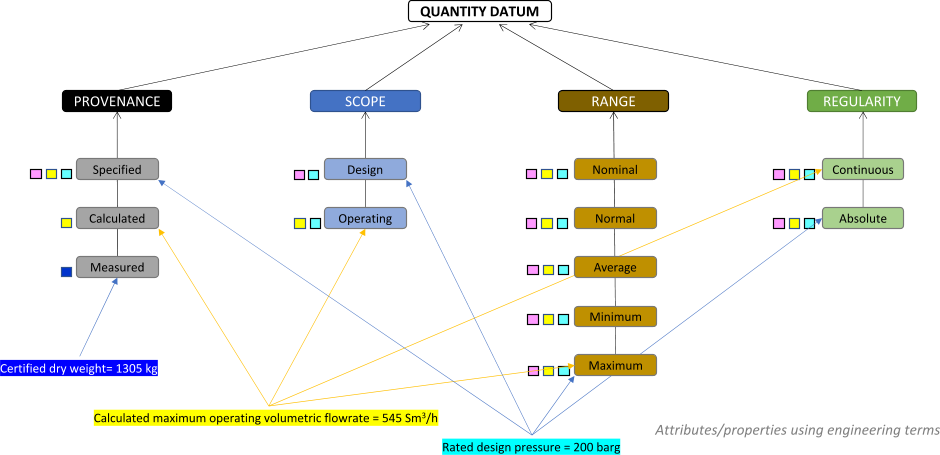 QUANTITY DATUM
PROVENANCE
SCOPE
RANGE
REGULARITY
Specified
Design
Nominal
Continuous
Calculated
Operating
Normal
Absolute
Measured
Average
Minimum
Maximum
Certified dry weight= 1305 kg
Calculated maximum operating volumetric flowrate = 545 Sm³/h
Attributes/properties using engineering terms
Rated design pressure = 200 barg